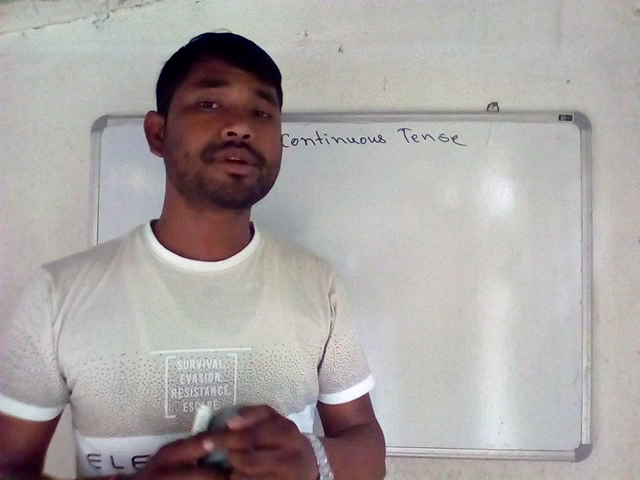 Continuous Tense
SURVIVAL
EVASION
RESISTANCE
ESCAPE
ELE